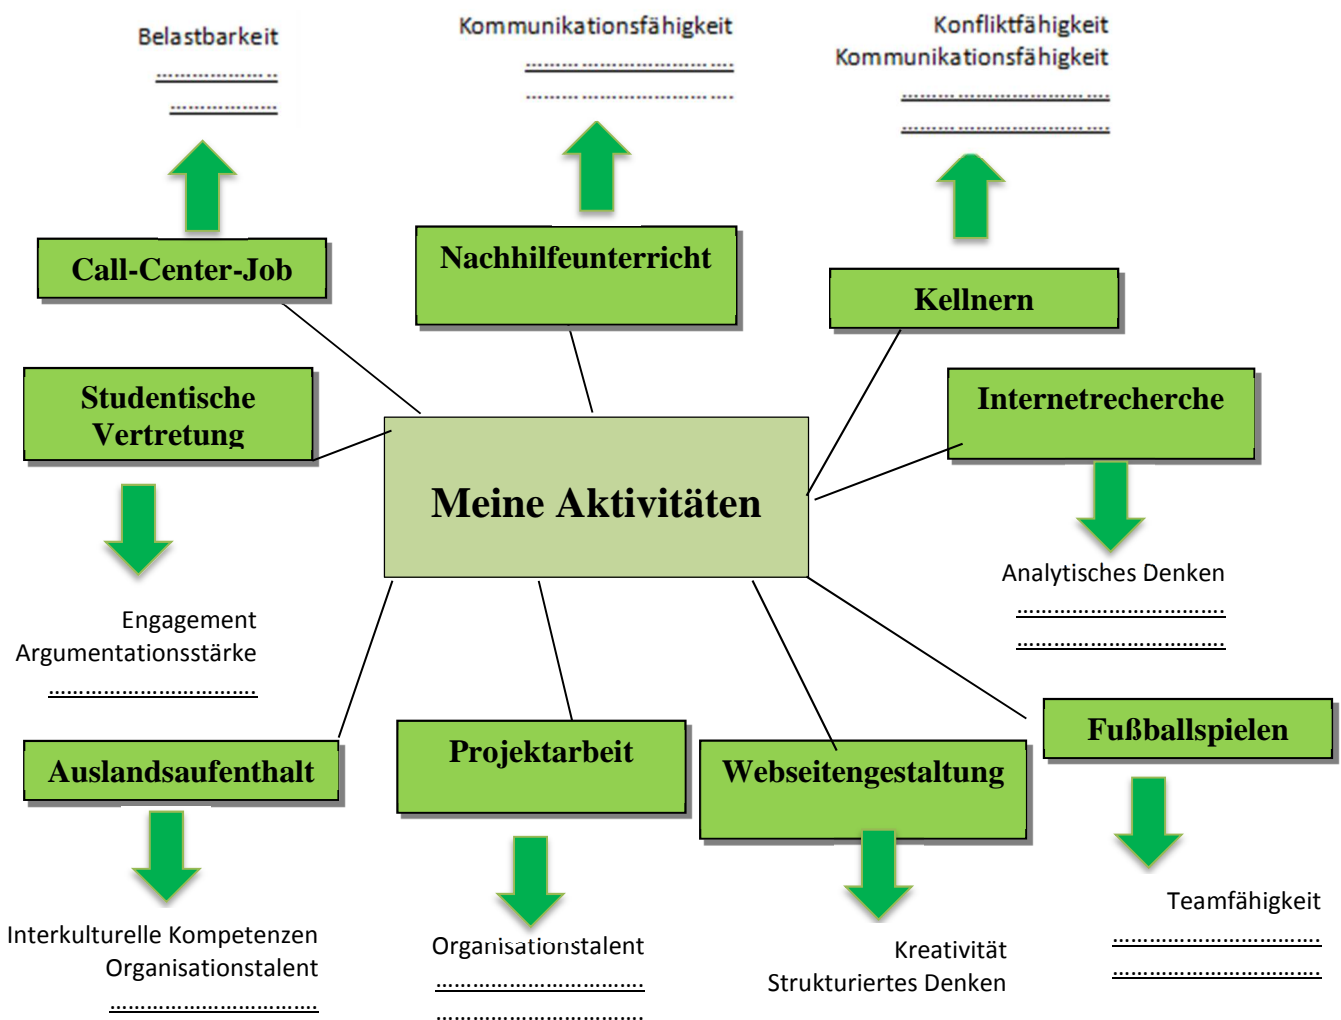 Belastbarkeit
………………..
………………
Kommunikationsfähigkeit
………………………….
………………………….
Konfliktfähigkeit
Kommunikationsfähigkeit
………………………….
………………………….
Call-Center-Job
Nachhilfeunterricht
Kellnern
Studentische
Vertretung
Internetrecherche
Meine Aktivitäten
Analytisches Denken
…………………………….
…………………………….
Engagement
Argumentationsstärke
…………………………….
Auslandsaufenthalt
Projektarbeit
Webseitengestaltung
Fußballspielen
Interkulturelle Kompetenzen
Organisationstalent
…………………………….
Organisationstalent
…………………………….
…………………………….
Kreativität
Strukturiertes Denken
Teamfähigkeit
…………………………….
…………………………….